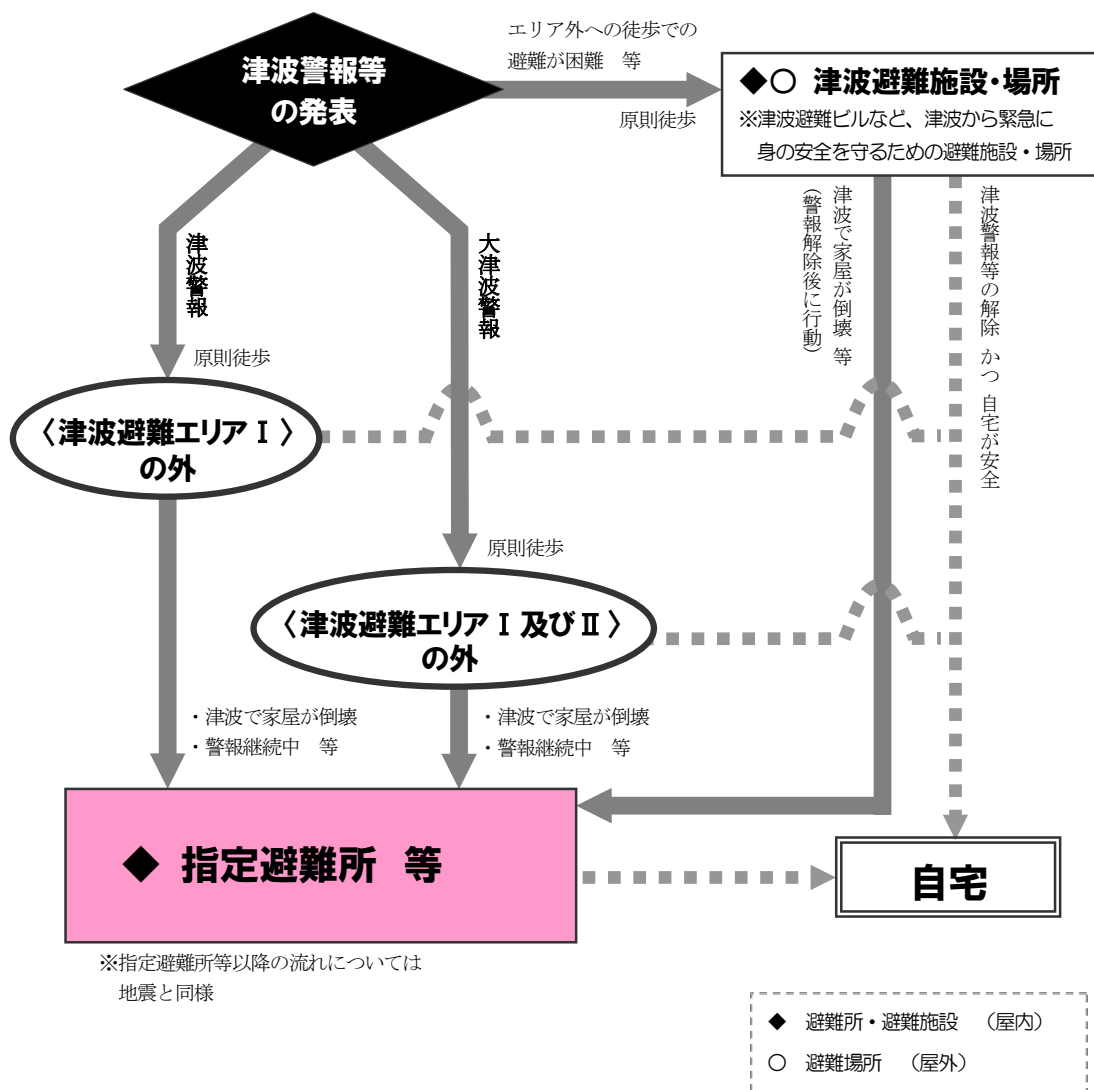 津波警報等
の発表
エリア外への徒歩での
避難が困難　等
原則徒歩
◆○ 津波避難施設・場所
※津波避難ビルなど、津波から緊急に
身の安全を守るための避難施設・場所
津波警報
大津波警報
津波で家屋が倒壊 等
(警報解除後に行動)
津波警報等の解除 かつ 自宅が安全
原則徒歩
〈津波避難エリアⅠ〉
の外
原則徒歩
〈津波避難エリアⅠ及びⅡ〉
の外
・津波で家屋が倒壊
・警報継続中　等
・津波で家屋が倒壊
・警報継続中　等
◆ 指定避難所 等
自宅
※指定避難所等以降の流れについては
地震と同様
◆ 避難所・避難施設　（屋内）
○ 避難場所　（屋外）